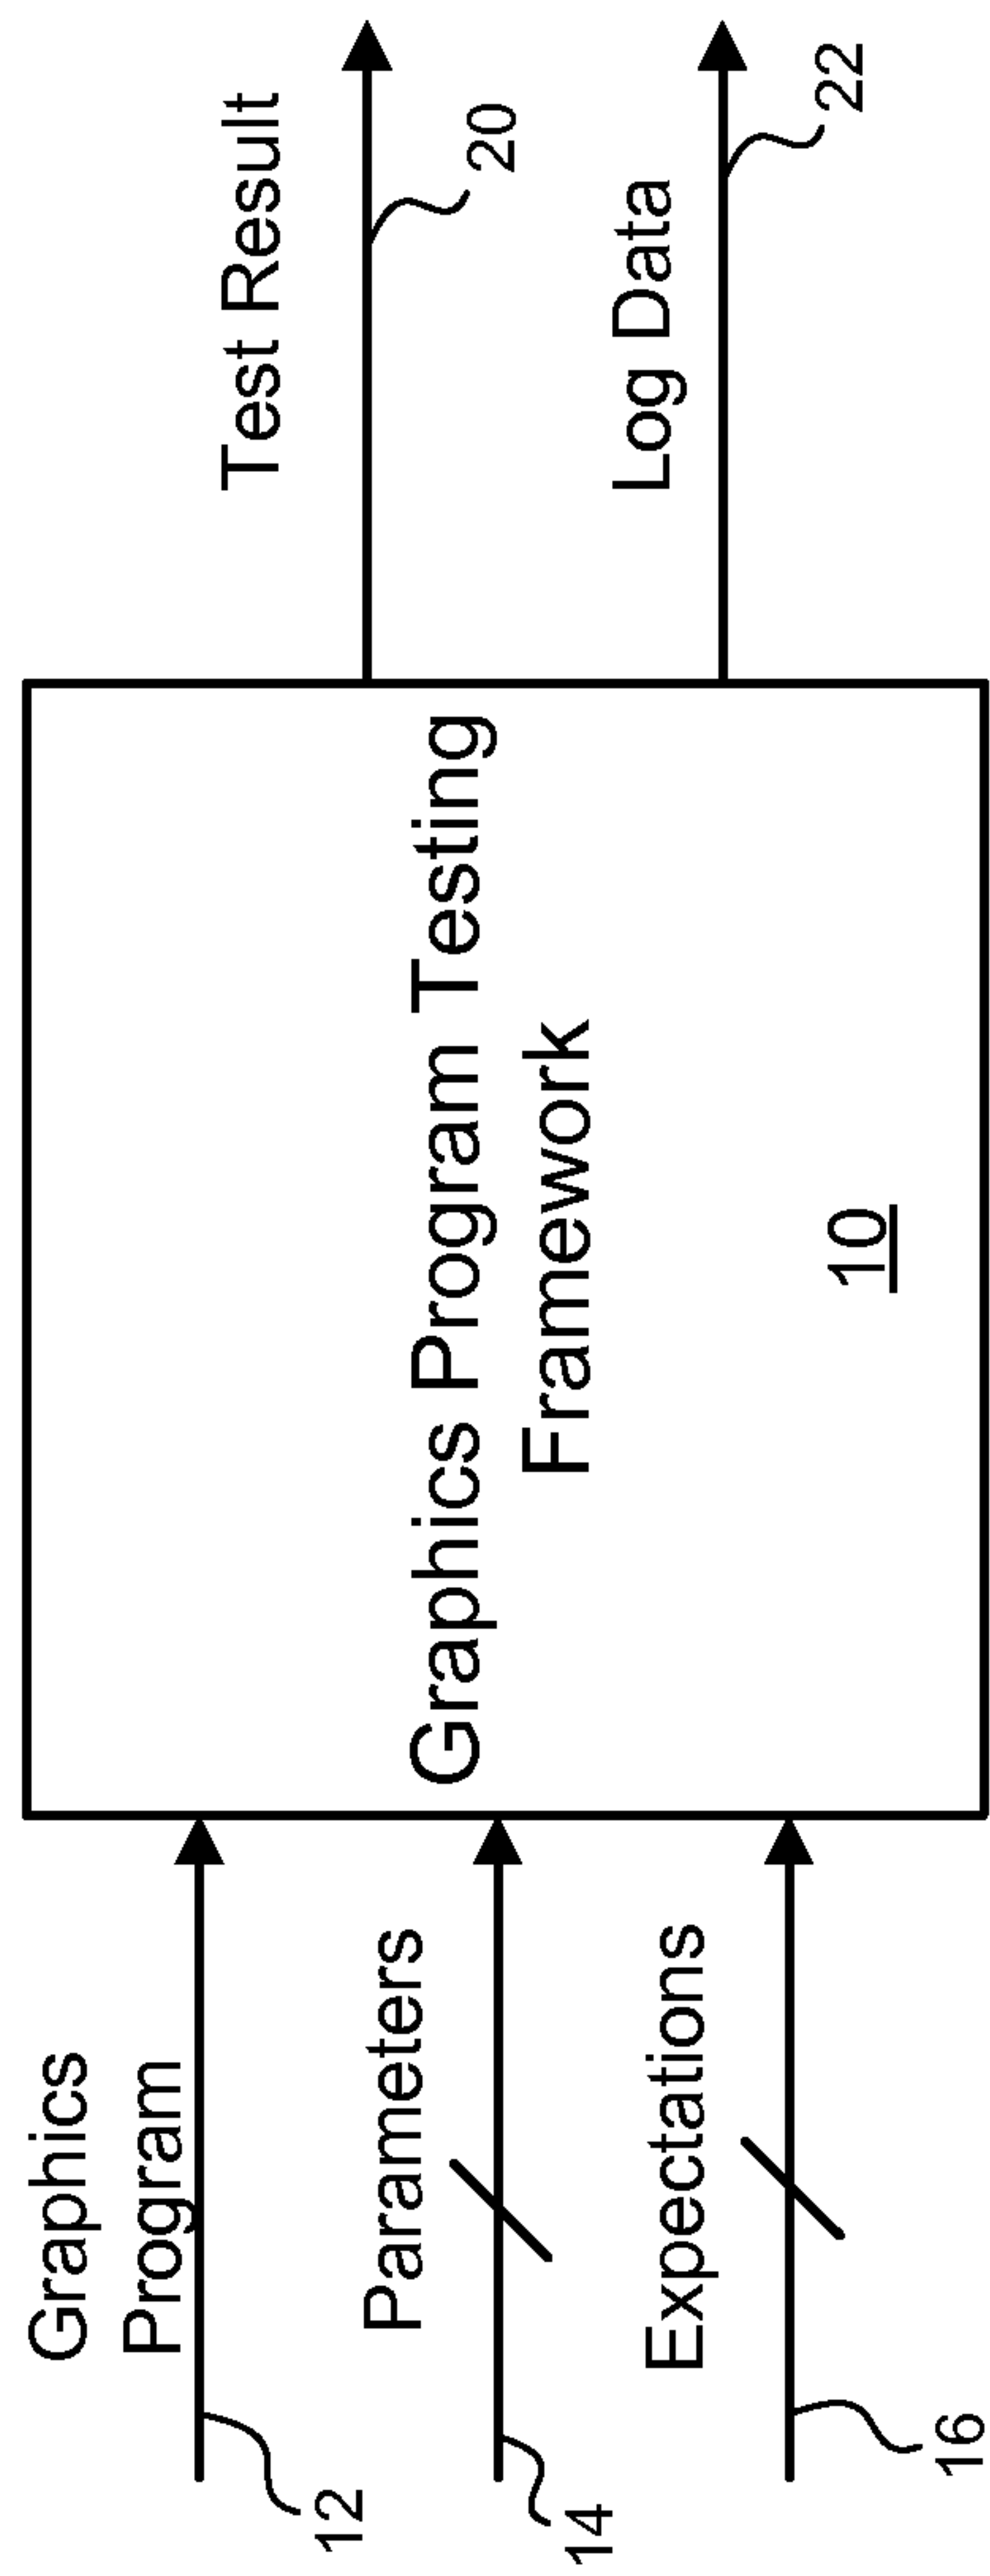 Graphics
Program
12
Parameters
14
Expectations
16
Graphics Program Testing
Framework
10
Test Result
20
Log Data
22